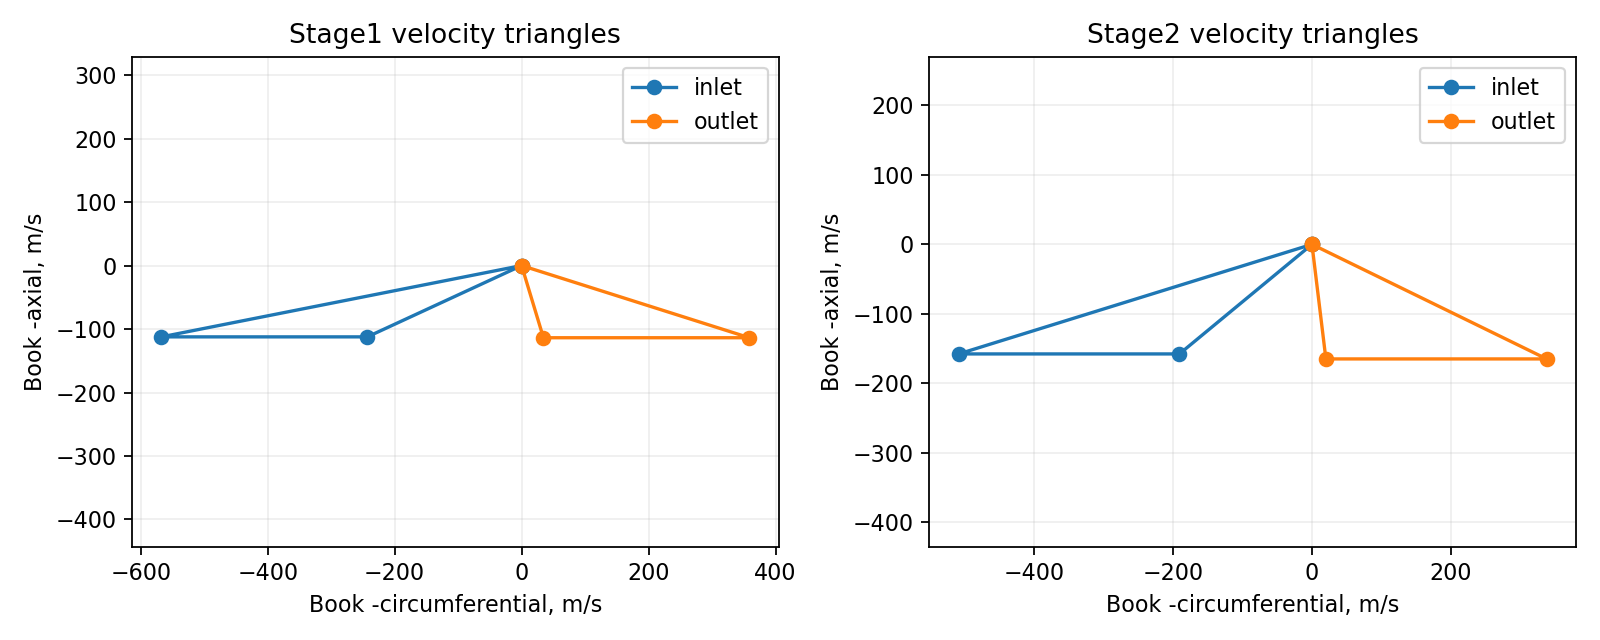 Stage1 velocity triangles
300
200
100
0
−100
−200
−300
−400
−600
−400
−200
0
200
400
Book -axial, m/s
Book -circumferential, m/s
inlet
outlet
Stage2 velocity triangles
200
100
0
−100
−200
−300
−400
−400
−200
0
200
Book -axial, m/s
Book -circumferential, m/s
inlet
outlet